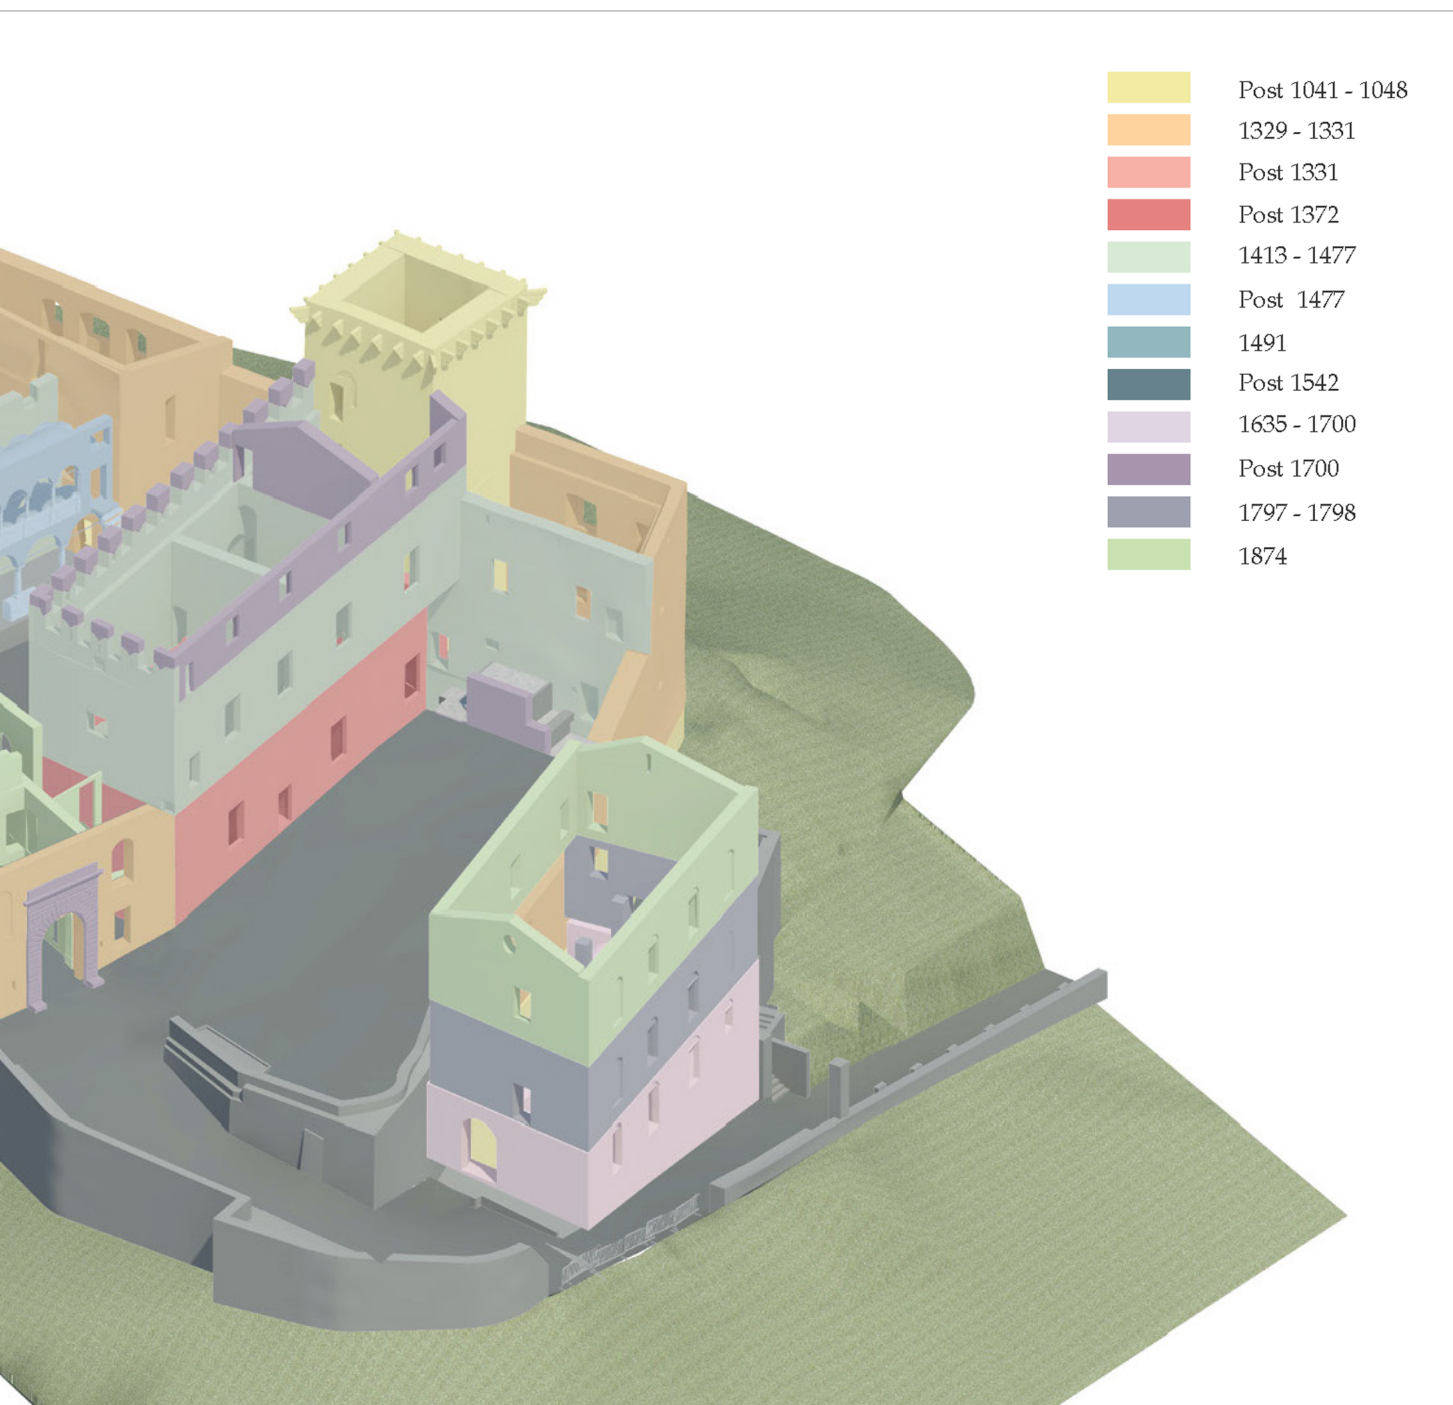 Post 1041 - 1048
1329 - 1331
Post 1331
Post 1372
1413 - 1477
Post 1477
1491
Post 1542
1635 - 1700
Post 1700
1797 - 1798
1874